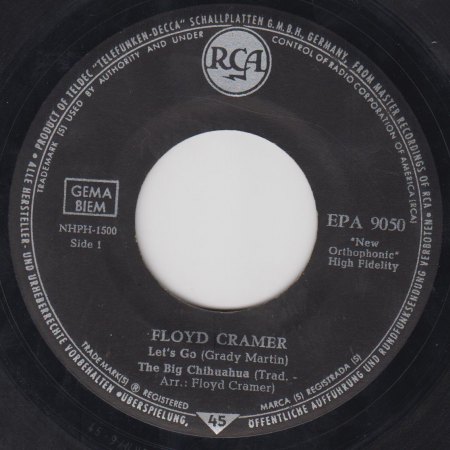 PRODUCT OF TELDEC "TELEFUNKEN-DECCA" SCHALLPLATTEN G.M.B.H., GERMANY, FROM MASTER RECORDINGS OF RCA
TRADEMARK (S) USED BY AUTHORITY AND UNDER CONTROL OF RADIO CORPORATION OF AMERICA (RCA)
RCA
GEMA
BIEM
NHPH-1500
Side 1
EPA 9050
"New
Orthophonic"
High Fidelity
FLOYD CRAMER
Let's Go (Grady Martin)
The Big Chihuahua (Trad. -
Arr.: Floyd Cramer)
TRADEMARK(S) ® REGISTERED
MARCA (S) REGISTRADA (S)
45
• ALLE HERSTELLER- UND URHEBERRECHTE VORBEHALTEN
• ÜBERSPIELUNG, ÖFFENTLICHE AUFFÜHRUNG UND RUNDFUNKSENDUNG VERBOTEN •